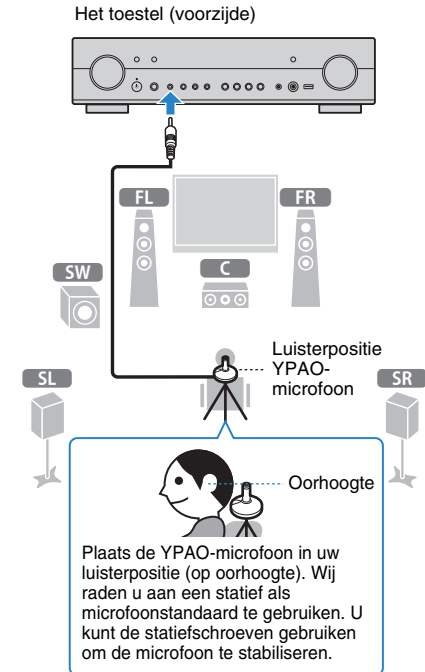 Het toestel (voorzijde)
FL
FR
SW
C
Luisterpositie
YPAO-
microfoon
SL
SR
Oorhoogte
Plaats de YPAO-microfoon in uw
luisterpositie (op oorhoogte). Wij
raden u aan een statief als
microfoonstandaard te gebruiken. U
kunt de statiefschroeven gebruiken
om de microfoon te stabiliseren.